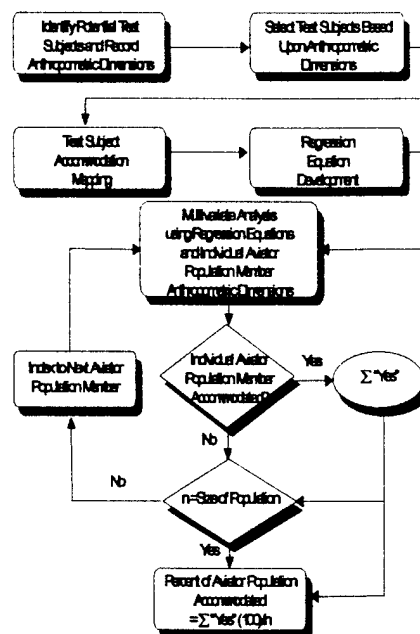 Identify Potential Test
Subjects and Record
Anthropometric Dimensions
Select Test Subjects Based
Upon Anthropometric
Dimensions
Test Subject
Accommodation
Mapping
Regression
Equation
Development
Multivariate Analysis
using Regression Equations
and Individual Aviator
Population Member
Anthropometric Dimensions
Index to Next Aviator
Population Member
Individual Aviator
Population Member
Accommodated?
Yes
Σ "Yes"
No
No
n = Size of Population
Yes
Percent of Aviator Population
Accommodated
= Σ "Yes" (100)/n